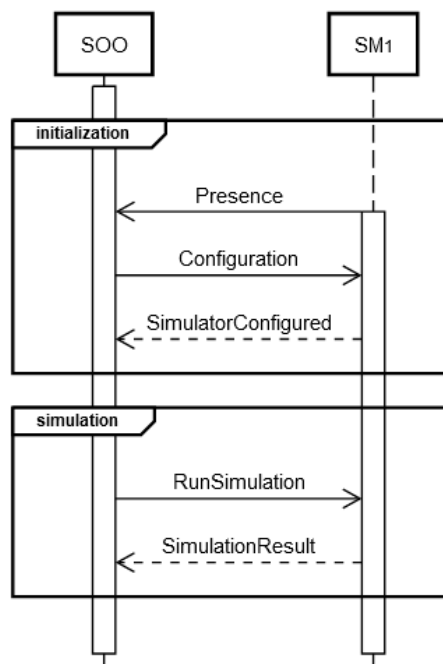 SOO
SM1
initialization
Presence
Configuration
SimulatorConfigured
simulation
RunSimulation
SimulationResult